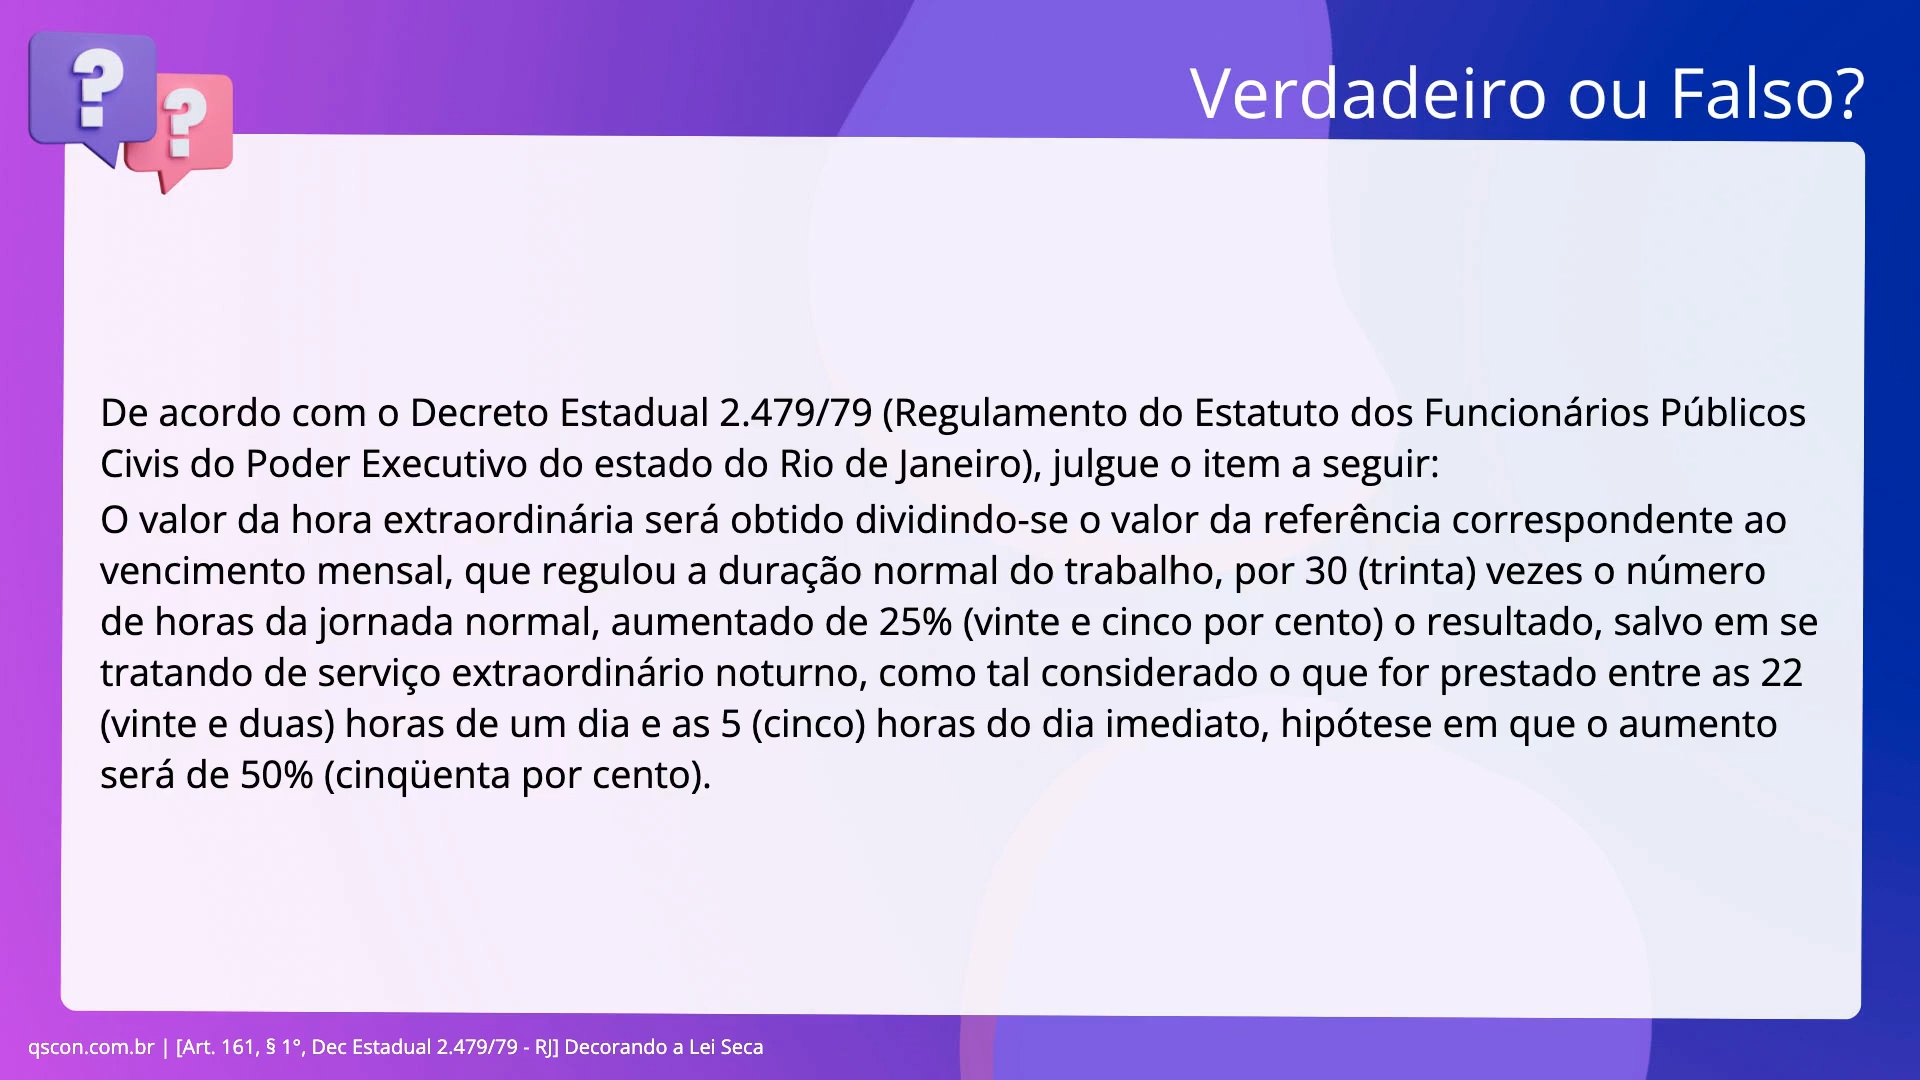 Verdadeiro ou Falso?
De acordo com o Decreto Estadual 2.479/79 (Regulamento do Estatuto dos Funcionários Públicos
Civis do Poder Executivo do estado do Rio de Janeiro), julgue o item a seguir:
O valor da hora extraordinária será obtido dividindo-se o valor da referência correspondente ao
vencimento mensal, que regulou a duração normal do trabalho, por 30 (trinta) vezes o número
de horas da jornada normal, aumentado de 25% (vinte e cinco por cento) o resultado, salvo em se
tratando de serviço extraordinário noturno, como tal considerado o que for prestado entre as 22
(vinte e duas) horas de um dia e as 5 (cinco) horas do dia imediato, hipótese em que o aumento
será de 50% (cinqüenta por cento).
qscon.com.br | [Art. 161, § 1°, Dec Estadual 2.479/79 - RJ] Decorando a Lei Seca